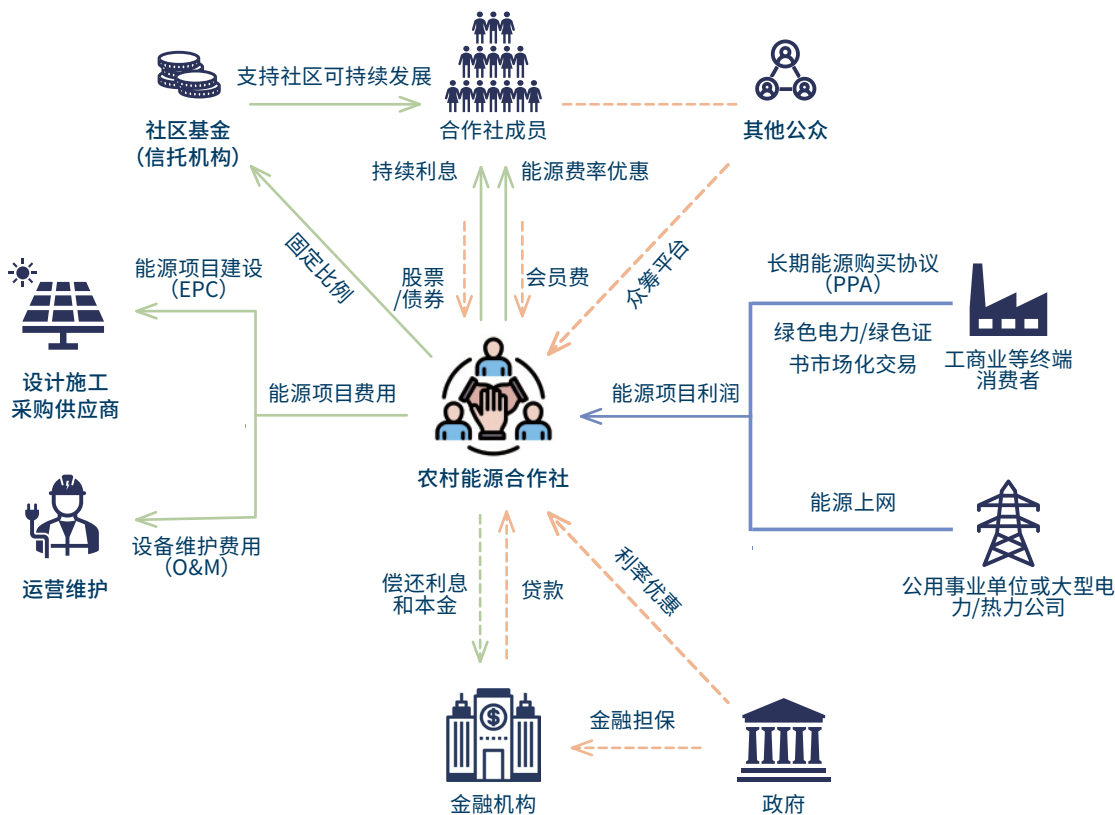 支持社区可持续发展
社区基金
（信托机构）
合作社成员
其他公众
持续利息
能源费率优惠
固定比例
股票
/债券
会员费
众筹平台
能源项目建设
（EPC）
长期能源购买协议
（PPA）
绿色电力/绿色证
书市场化交易
工商业等终端
消费者
设计施工
采购供应商
能源项目费用
能源项目利润
农村能源合作社
能源上网
设备维护费用
（O&M）
运营维护
偿还利息
和本金
贷款
利率优惠
公用事业单位或大型电
力/热力公司
金融担保
金融机构
政府